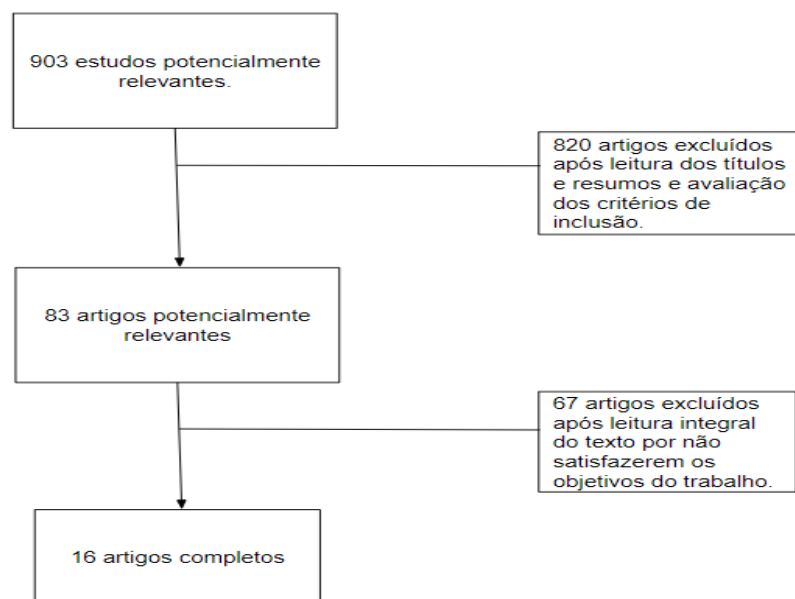 903 estudos potencialmente
relevantes.
820 artigos excluídos
após leitura dos títulos
e resumos e avaliação
dos critérios de
inclusão.
83 artigos potencialmente
relevantes
67 artigos excluídos
após leitura integral
do texto por não
satisfazerem os
objetivos do trabalho.
16 artigos completos